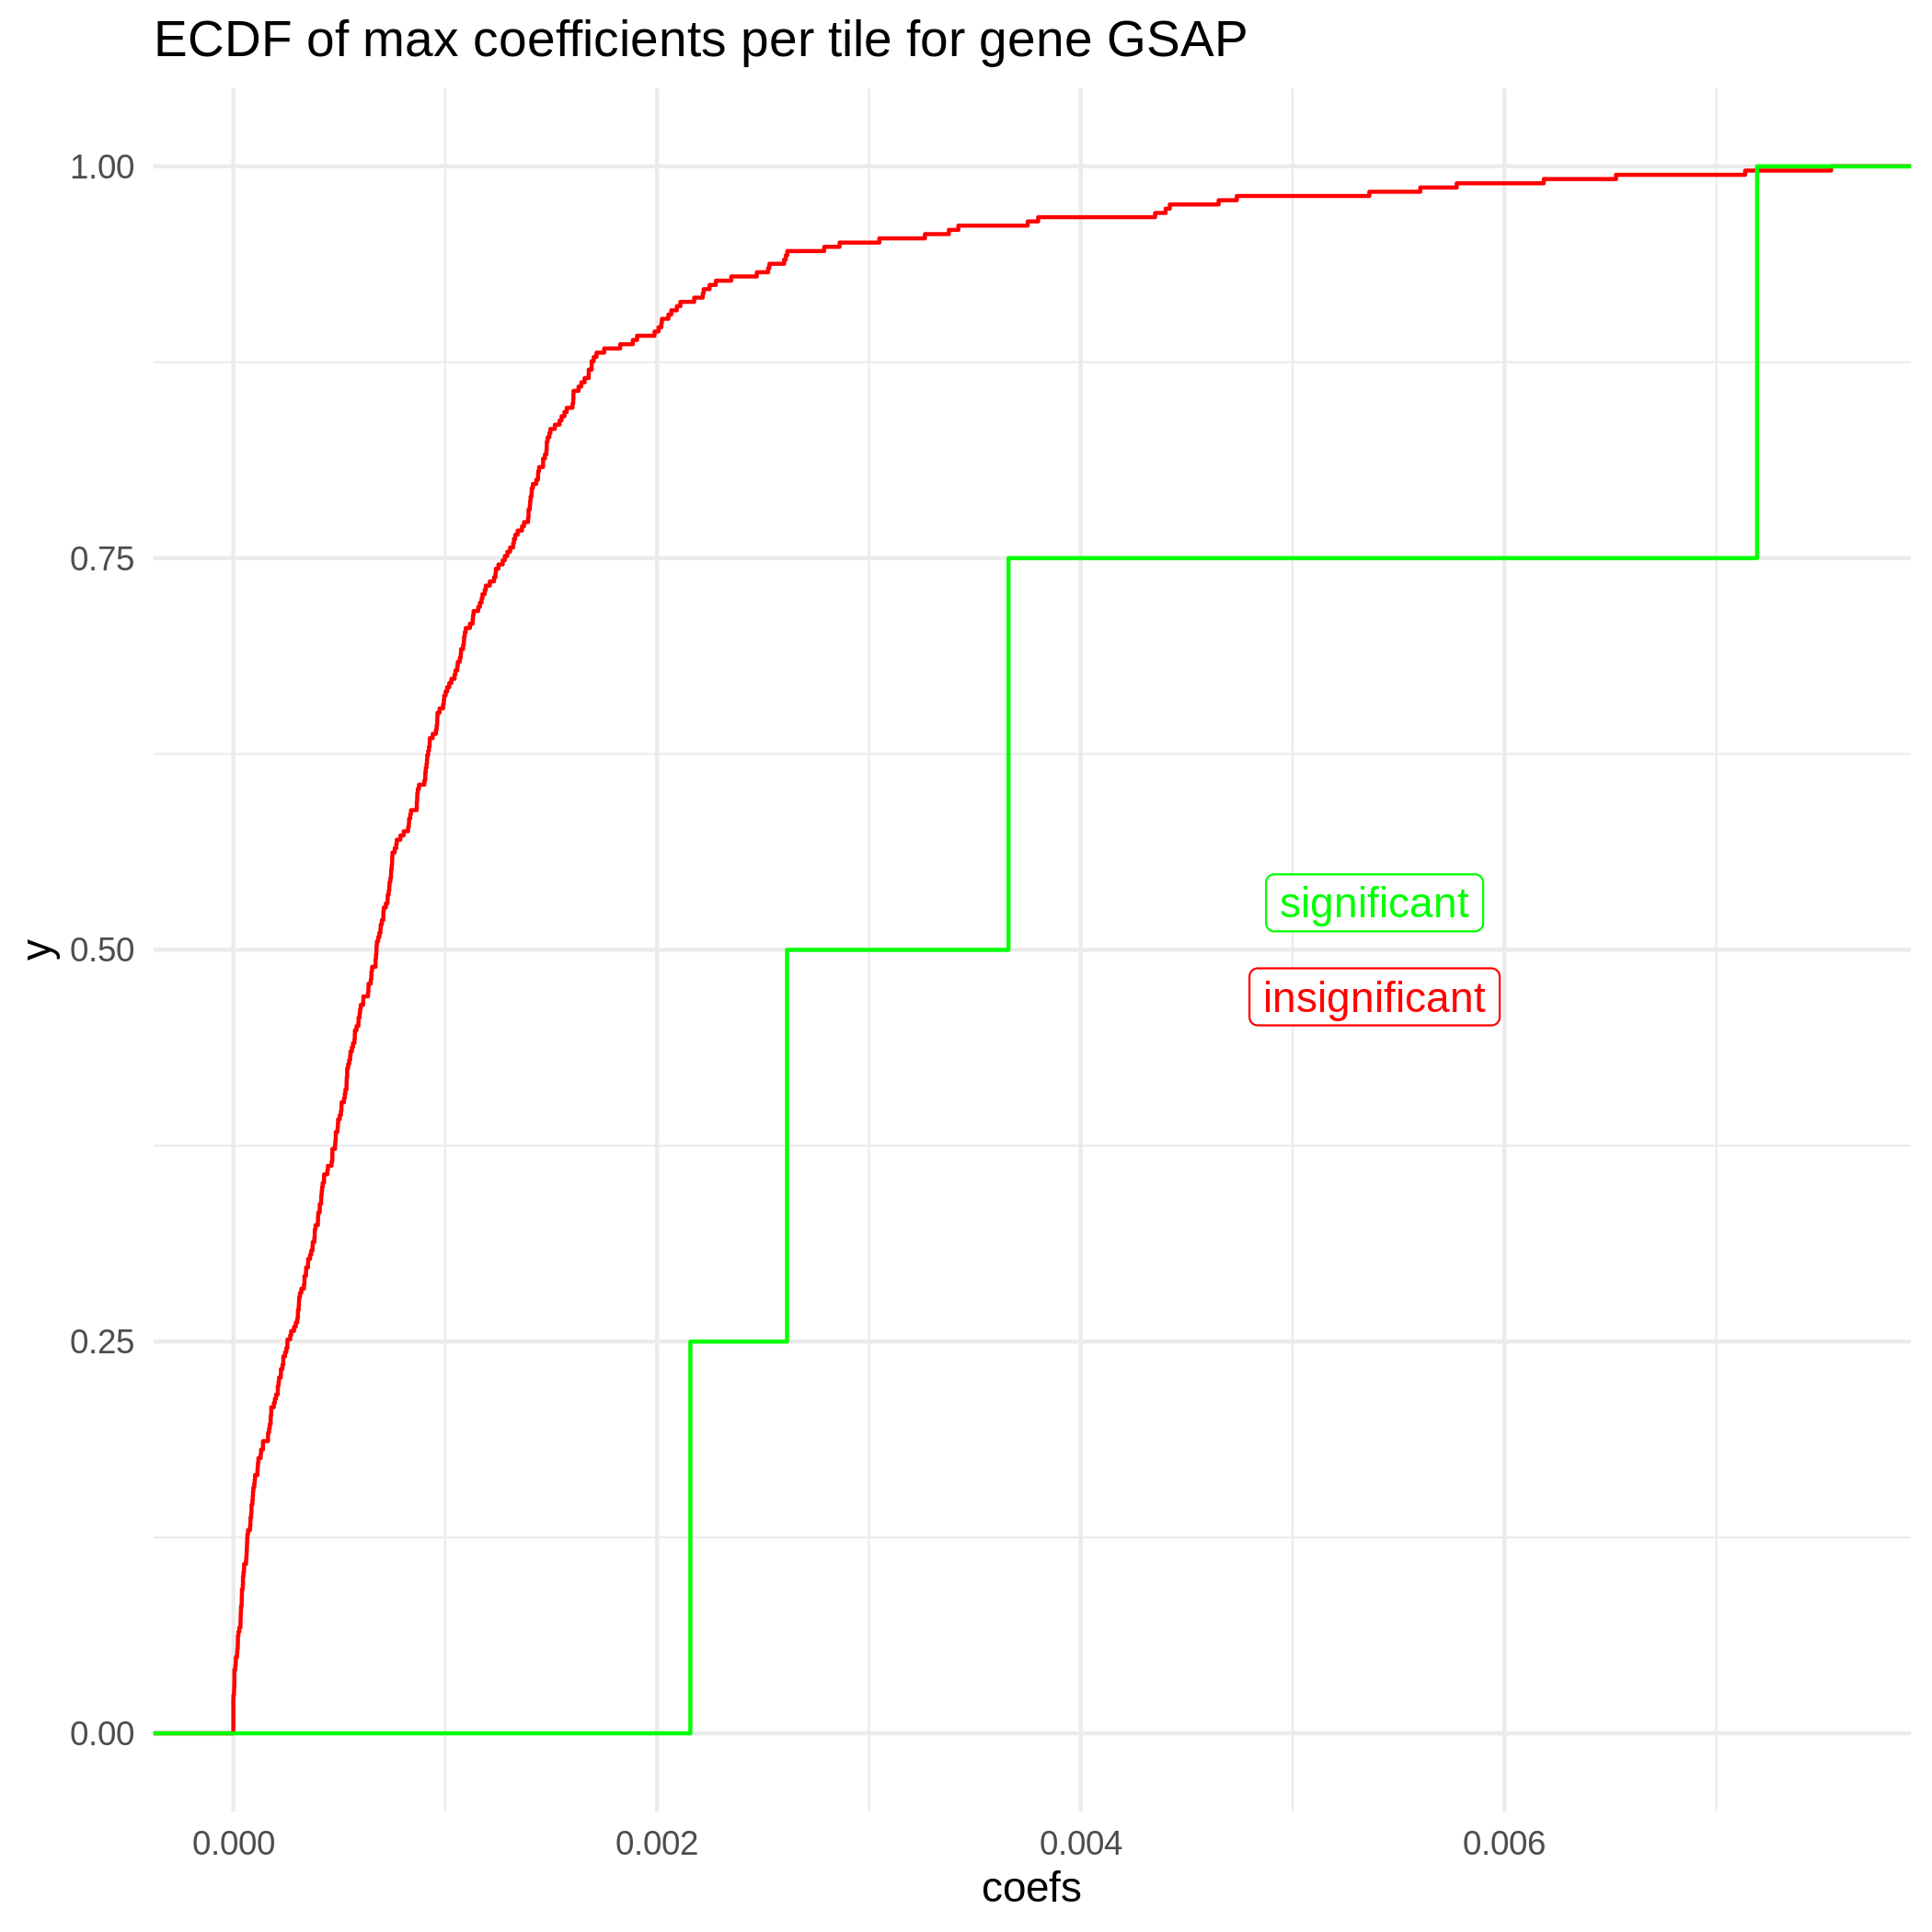 ECDF of max coefficients per tile for gene GSAP
1.00
0.75
0.50
0.25
0.00
y
significant
insignificant
0.000 0.002 0.004 0.006
coefs